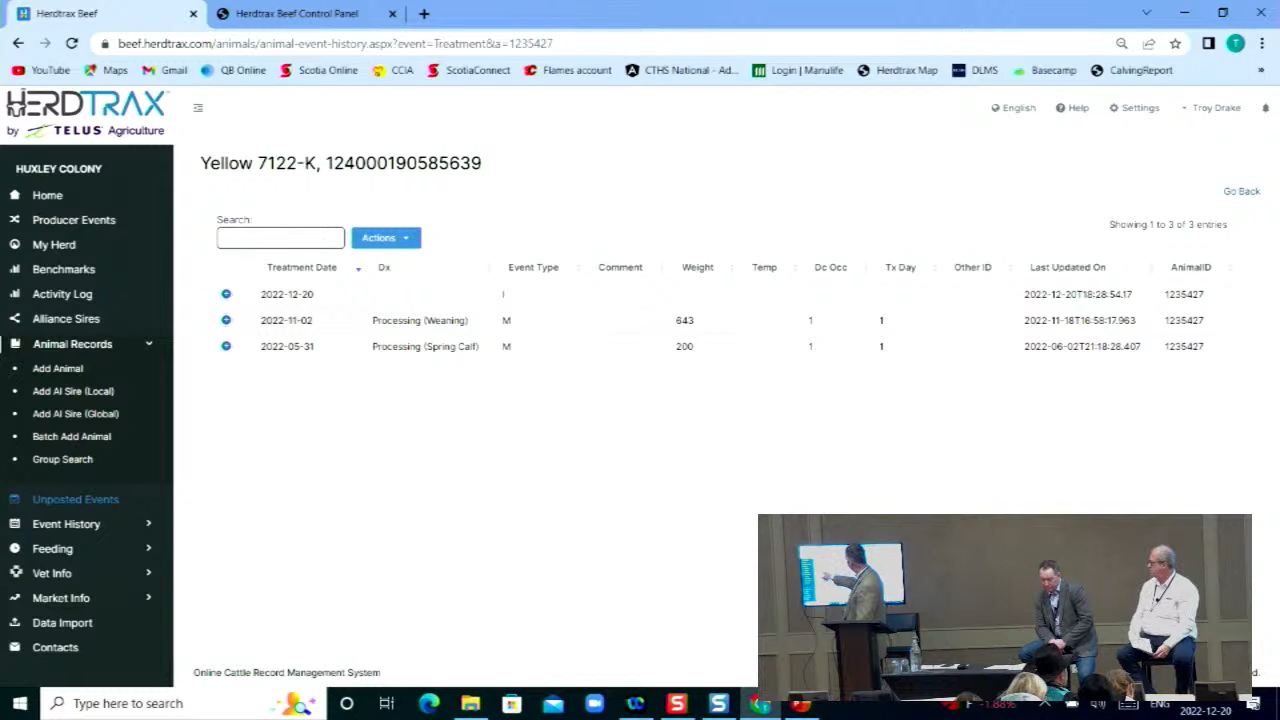 Herdtrax Beef
Herdtrax Beef Control Panel
beef.herdtrax.com/animals/animal-event-history.aspx?event=Treatment&a=1235427
YouTube Maps Gmail QB Online Scotia Online CCIA ScotiaConnect Flames account CTHS National - Ad... Login | Manulife Herdtrax Map DLMS Basecamp CalvingReport »
HERDTRAX
by TELUS Agriculture
English Help Settings Troy Drake
HUXLEY COLONY
Home
Producer Events
My Herd
Benchmarks
Activity Log
Alliance Sires
Animal Records
Add Animal
Add AI Sire (Local)
Add AI Sire (Global)
Batch Add Animal
Group Search
Unposted Events
Event History
Feeding
Vet Info
Market Info
Data Import
Contacts
Yellow 7122-K, 124000190585639
Go Back
Search:
Actions
Showing 1 to 3 of 3 entries
Treatment Date Dx Event Type Comment Weight Temp Dc Occ Tx Day Other ID Last Updated On AnimalID
2022-12-20 I 2022-12-20T18:28:54.17 1235427
2022-11-02 Processing (Weaning) M 643 1 1 2022-11-18T16:58:17.963 1235427
2022-05-31 Processing (Spring Calf) M 200 1 1 2022-06-02T21:18:28.407 1235427
Online Cattle Record Management System
d.
Type here to search
-1.88%
ENG
2022-12-20